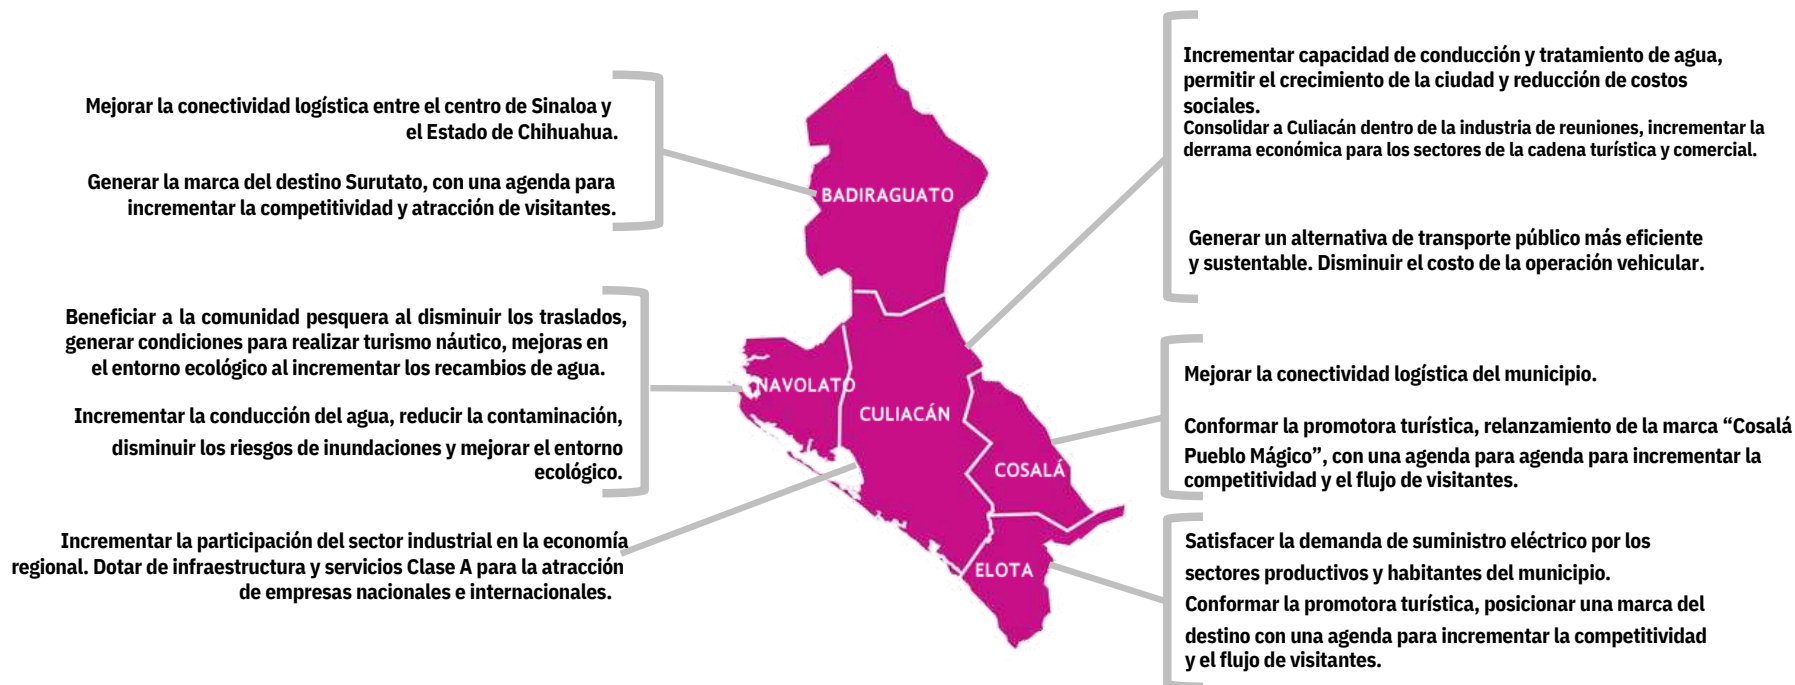 Mejorar la conectividad logística entre el centro de Sinaloa y
el Estado de Chihuahua.
Generar la marca del destino Surutato, con una agenda para
incrementar la competitividad y atracción de visitantes.
Beneficiar a la comunidad pesquera al disminuir los traslados,
generar condiciones para realizar turismo náutico, mejoras en
el entorno ecológico al incrementar los recambios de agua.
Incrementar la conducción del agua, reducir la contaminación,
disminuir los riesgos de inundaciones y mejorar el entorno
ecológico.
Incrementar la participación del sector industrial en la economía
regional. Dotar de infraestructura y servicios Clase A para la atracción
de empresas nacionales e internacionales.
BADIRAGUATO
NAVOLATO
CULIACÁN
COSALÁ
ELOTA
Incrementar capacidad de conducción y tratamiento de agua,
permitir el crecimiento de la ciudad y reducción de costos
sociales.
Consolidar a Culiacán dentro de la industria de reuniones, incrementar la
derrama económica para los sectores de la cadena turística y comercial.
Generar un alternativa de transporte público más eficiente
y sustentable. Disminuir el costo de la operación vehicular.
Mejorar la conectividad logística del municipio.
Conformar la promotora turística, relanzamiento de la marca “Cosalá
Pueblo Mágico”, con una agenda para agenda para incrementar la
competitividad y el flujo de visitantes.
Satisfacer la demanda de suministro eléctrico por los
sectores productivos y habitantes del municipio.
Conformar la promotora turística, posicionar una marca del
destino con una agenda para incrementar la competitividad
y el flujo de visitantes.